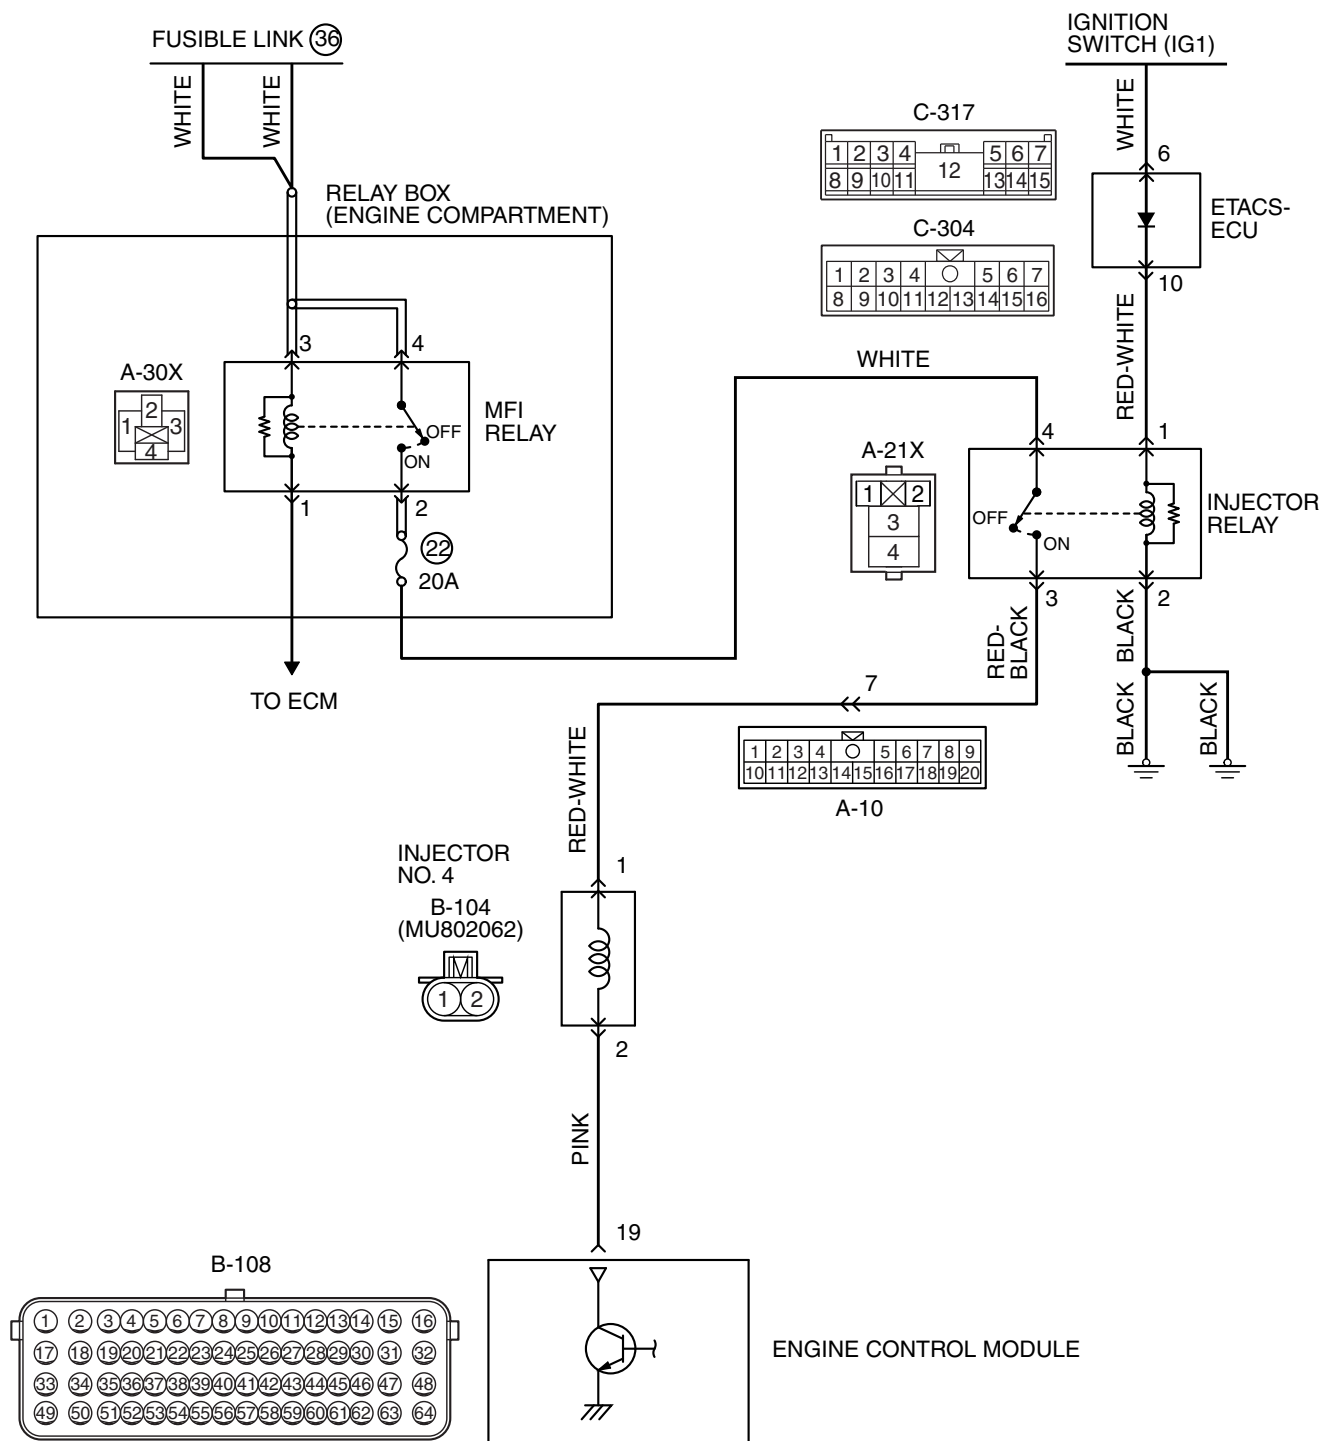 FUSIBLE LINK 36
WHITE
WHITE
RELAY BOX
(ENGINE COMPARTMENT)
IGNITION
SWITCH (IG1)
WHITE
6
ETACS-
ECU
10
RED-WHITE
C-317
1 2 3 4 5 6 7
12
8 9 10 11 13 14 15
C-304
1 2 3 4 5 6 7
8 9 10 11 12 13 14 15 16
3
4
A-30X
2
1 3
4
MFI
RELAY
OFF
ON
1
2
22
20A
TO ECM
WHITE
4
1
A-21X
1 2
3
4
OFF
ON
INJECTOR
RELAY
3
2
RED-
BLACK
BLACK
BLACK
BLACK
7
1 2 3 4 5 6 7 8 9
10 11 12 13 14 15 16 17 18 19 20
A-10
RED-WHITE
INJECTOR
NO. 4
B-104
(MU802062)
1 2
1
2
PINK
19
B-108
1 2 3 4 5 6 7 8 9 10 11 12 13 14 15 16
17 18 19 20 21 22 23 24 25 26 27 28 29 30 31 32
33 34 35 36 37 38 39 40 41 42 43 44 45 46 47 48
49 50 51 52 53 54 55 56 57 58 59 60 61 62 63 64
ENGINE CONTROL MODULE